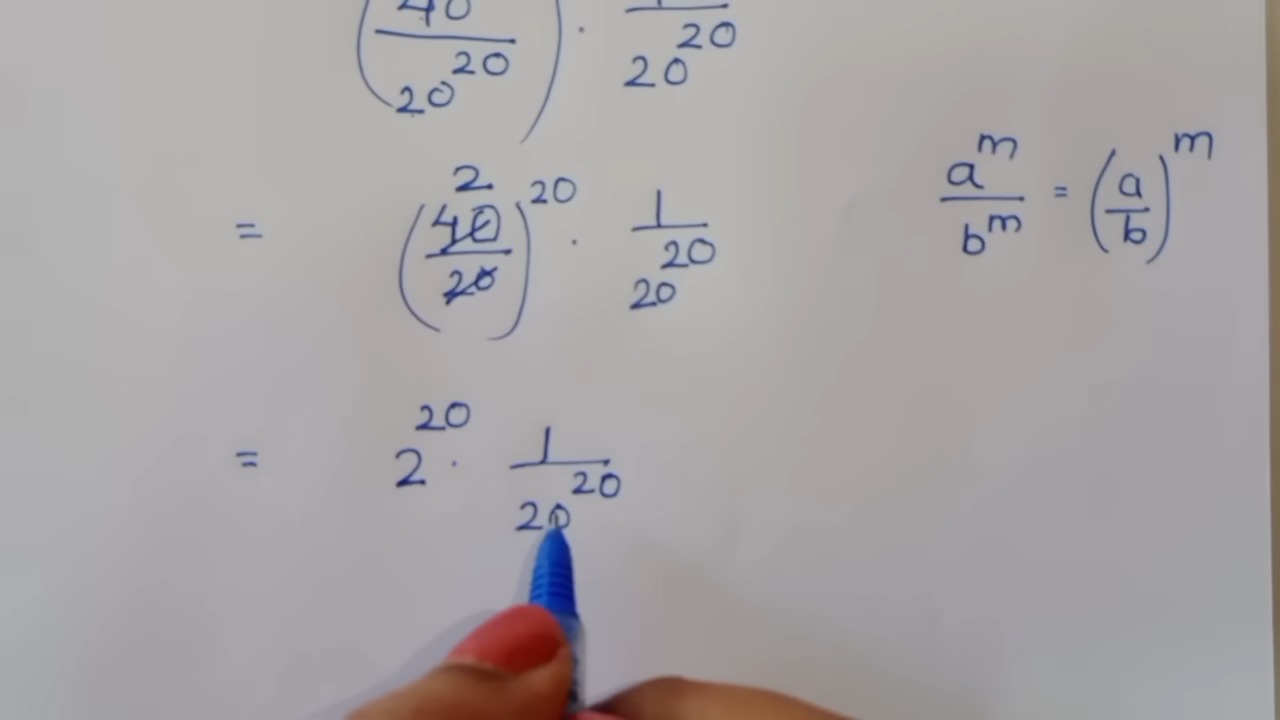 (40/20^20) · 1/20^20
= (40/20)^20 · 1/20^20
2
a^m/b^m = (a/b)^m
= 2^20 · 1/20^20